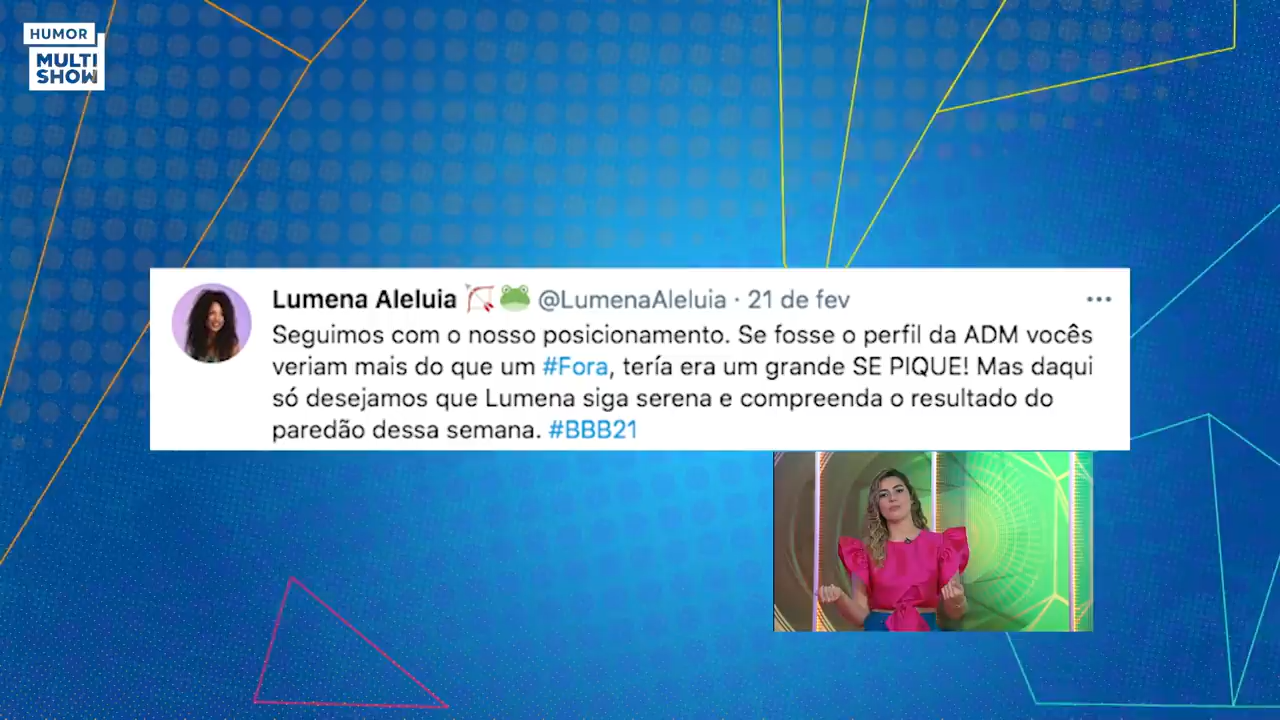 HUMOR
MULTI
SHOW
Lumena Aleluia 🏹🐸 @LumenaAleluia · 21 de fev
Seguimos com o nosso posicionamento. Se fosse o perfil da ADM vocês
veriam mais do que um #Fora, tería era um grande SE PIQUE! Mas daqui
só desejamos que Lumena siga serena e compreenda o resultado do
paredão dessa semana. #BBB21